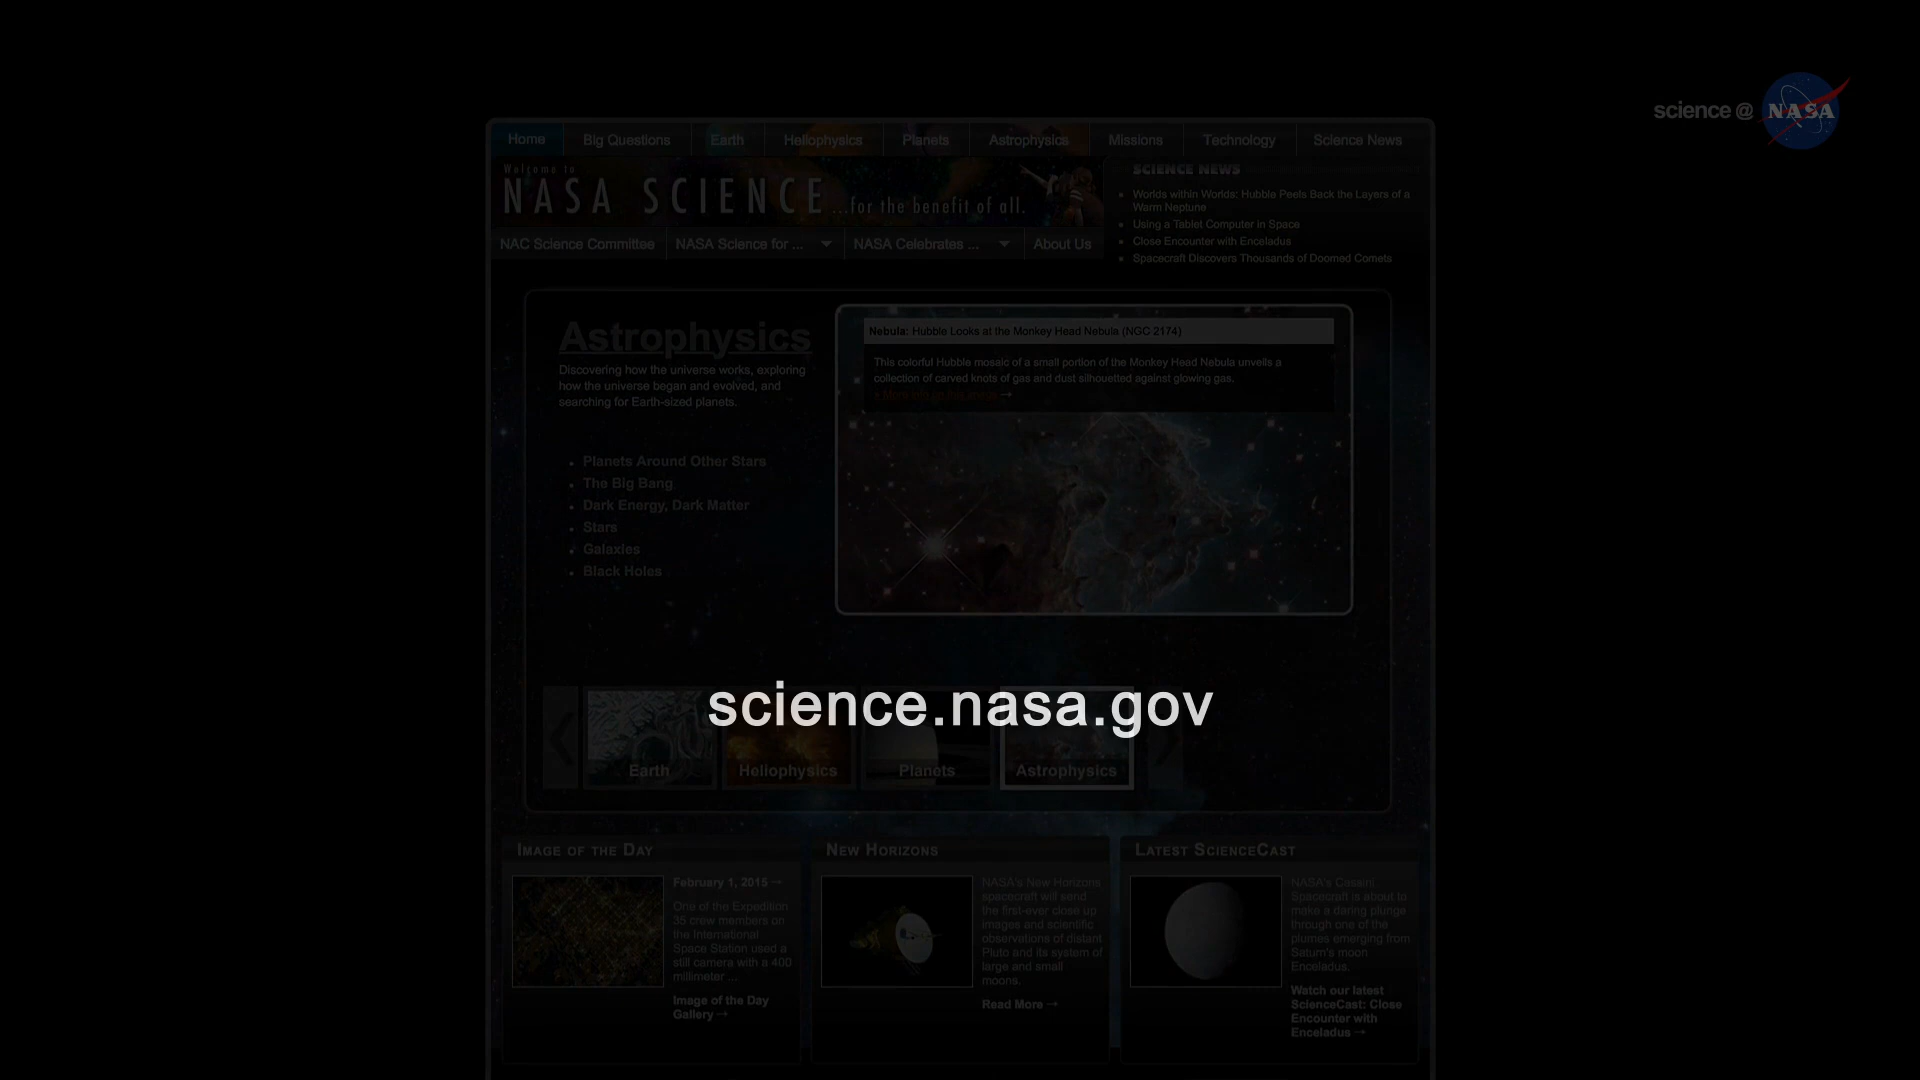 science @ NASA
Home Big Questions Earth Heliophysics Planets Astrophysics Missions Technology Science News
Welcome to
NASA SCIENCE ...for the benefit of all.
NAC Science Committee NASA Science for ... NASA Celebrates ... About Us
SCIENCE NEWS
Worlds within Worlds: Hubble Peels Back the Layers of a
Warm Neptune
Using a Tablet Computer in Space
Close Encounter with Enceladus
Spacecraft Discovers Thousands of Doomed Comets
Astrophysics
Discovering how the universe works, exploring
how the universe began and evolved, and
searching for Earth-sized planets.
Planets Around Other Stars
The Big Bang
Dark Energy, Dark Matter
Stars
Galaxies
Black Holes
Nebula: Hubble Looks at the Monkey Head Nebula (NGC 2174)
This colorful Hubble mosaic of a small portion of the Monkey Head Nebula unveils a
collection of carved knots of gas and dust silhouetted against glowing gas.
science.nasa.gov
Earth Heliophysics Planets Astrophysics
IMAGE OF THE DAY
February 1, 2015 →
One of the Expedition
35 crew members on
the International
Space Station used a
still camera with a 400
millimeter ...
Image of the Day
Gallery →
NEW HORIZONS
NASA's New Horizons
spacecraft will send
the first-ever close up
images and scientific
observations of distant
Pluto and its system of
large and small
moons.
Read More →
LATEST SCIENCECAST
NASA's Cassini
Spacecraft is about to
make a daring plunge
through one of the
plumes emerging from
Saturn's moon
Enceladus.
Watch our latest
ScienceCast: Close
Encounter with
Enceladus →